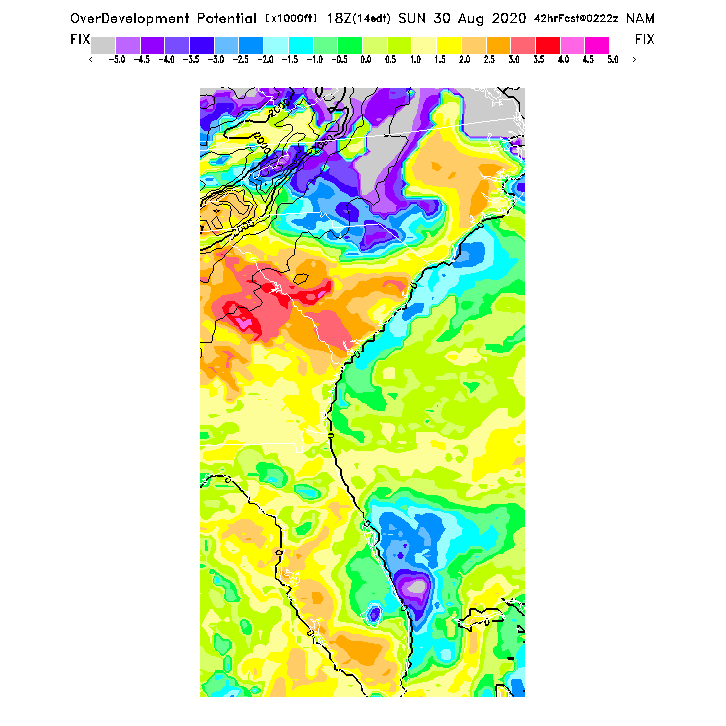 OverDevelopment Potential [x1000ft] 18Z(14edt) SUN 30 Aug 2020 42hrFcst@0222z NAM
FIX FIX
< -5.0 -4.5 -4.0 -3.5 -3.0 -2.5 -2.0 -1.5 -1.0 -0.5 0.0 0.5 1.0 1.5 2.0 2.5 3.0 3.5 4.0 4.5 5.0 >
2000
2000